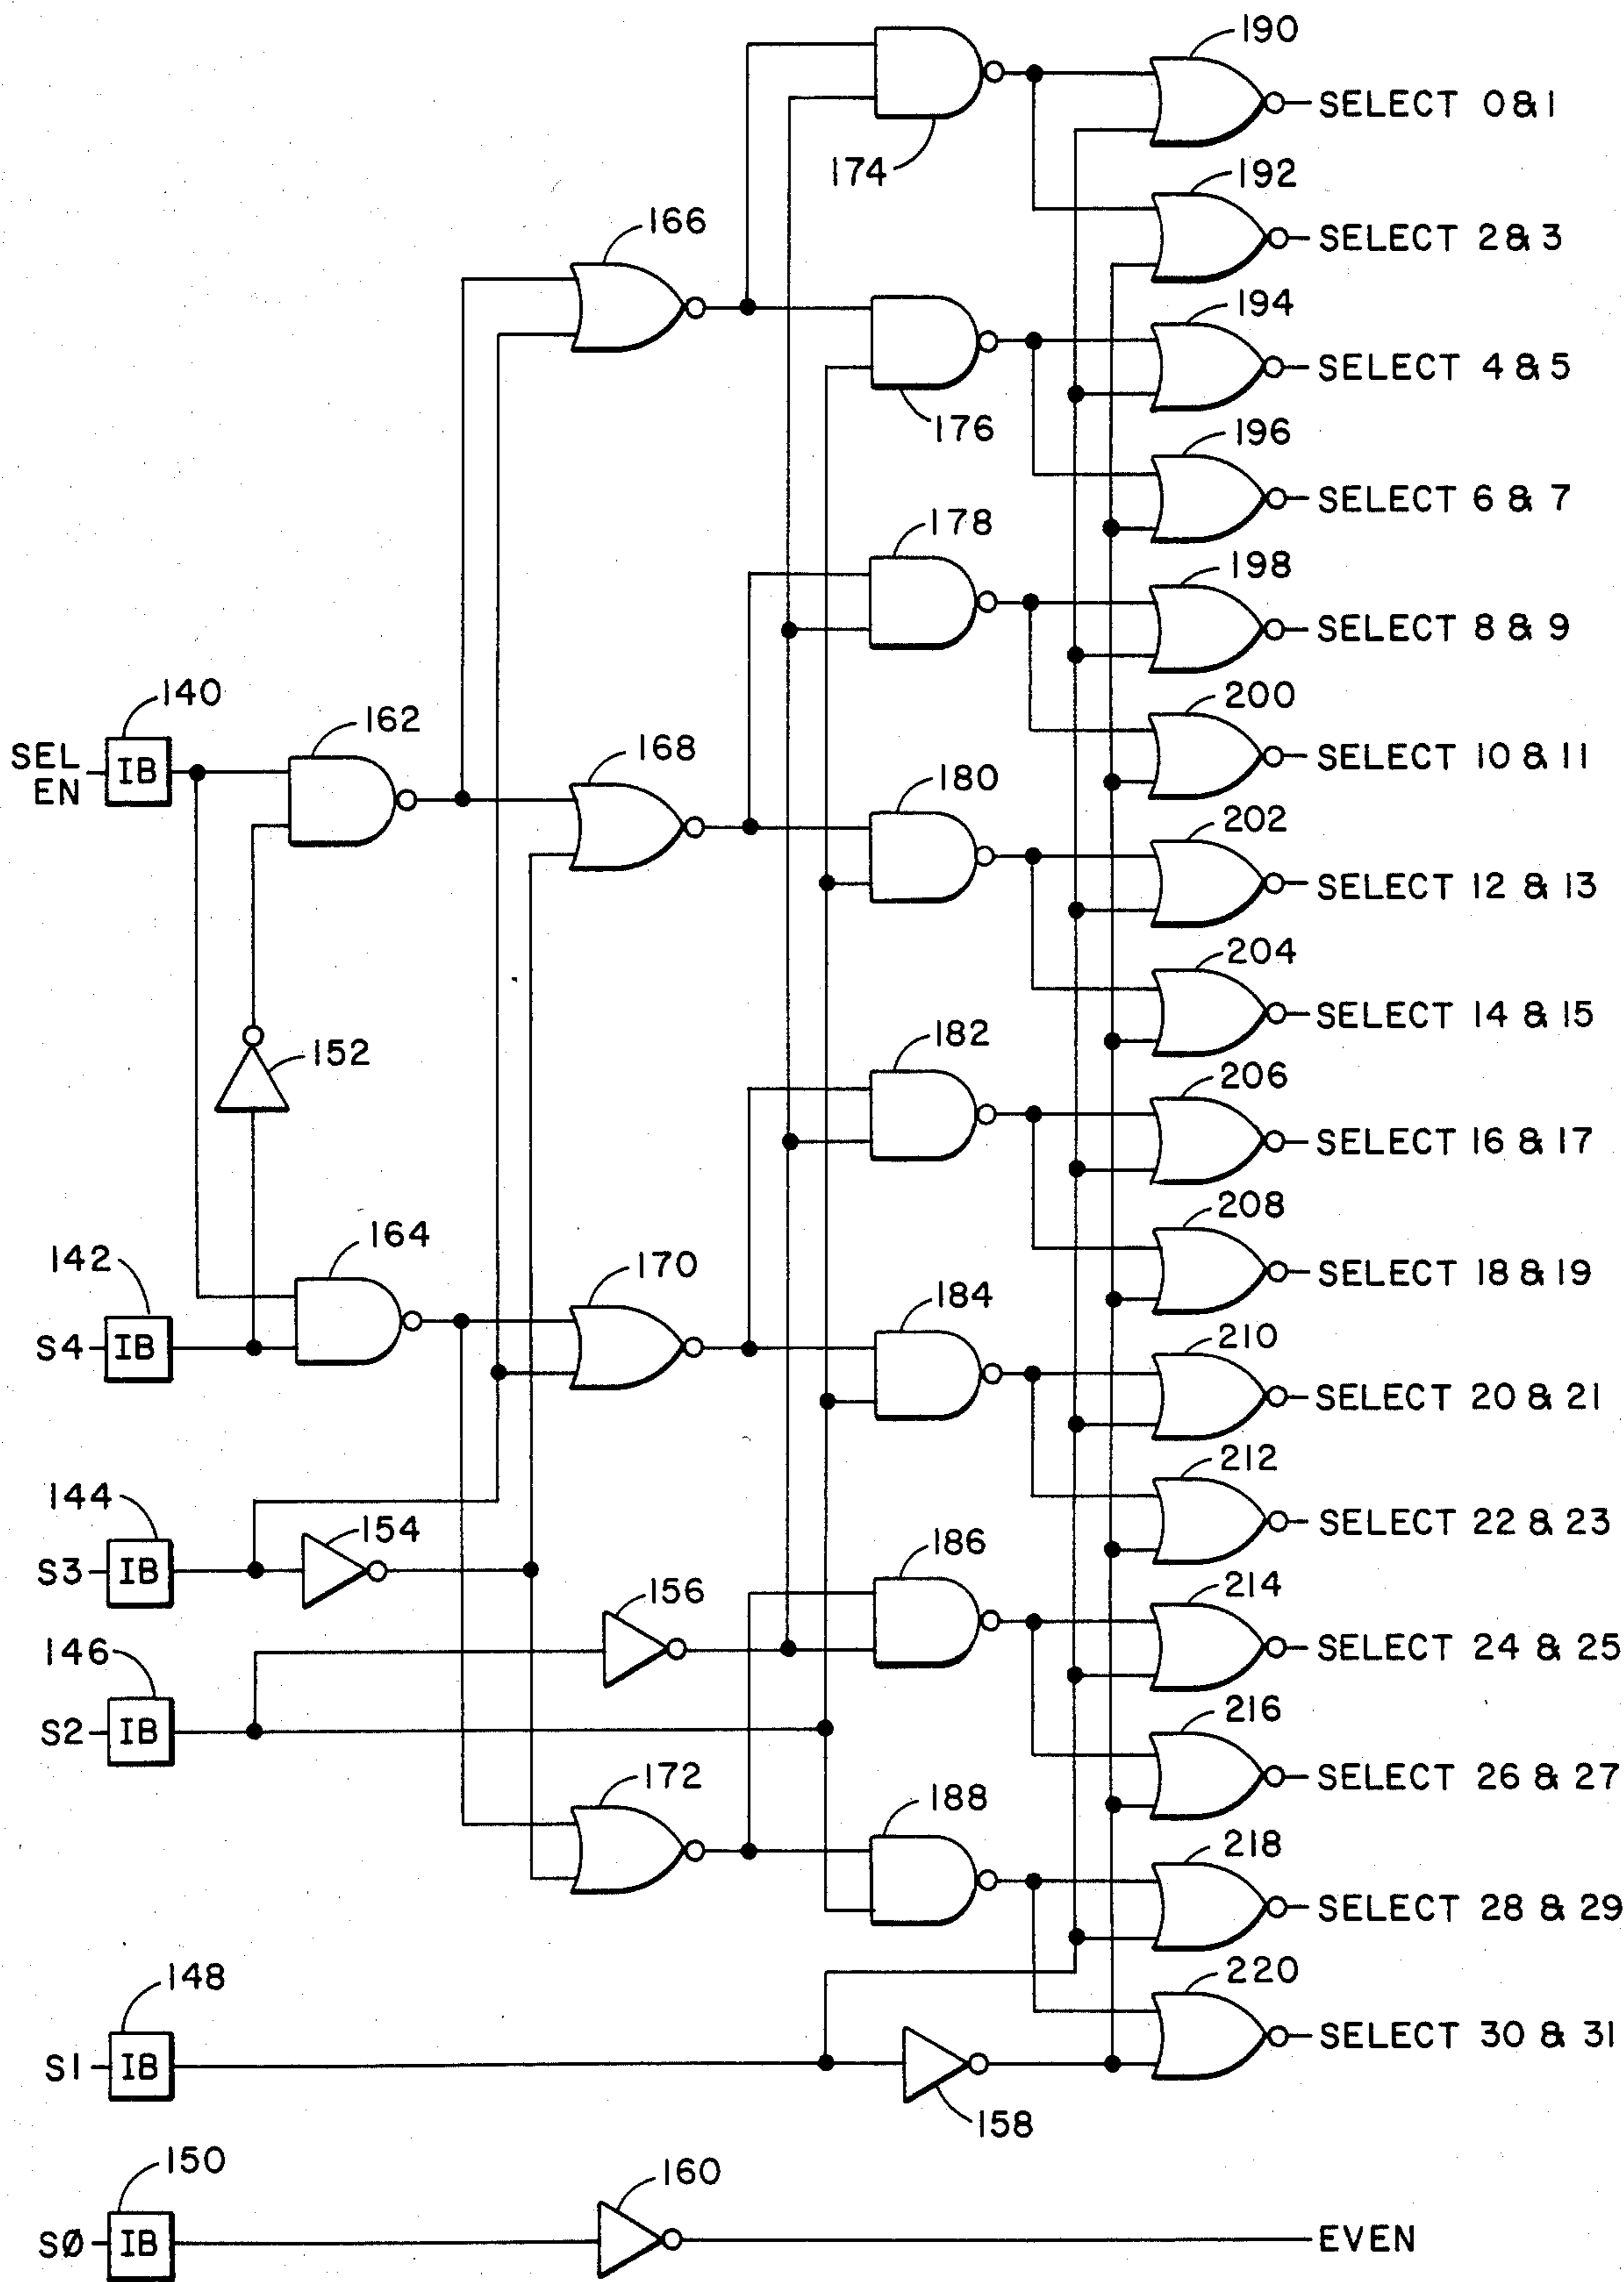 190
SELECT 0 & 1
174
192
SELECT 2 & 3
166
194
SELECT 4 & 5
176
196
SELECT 6 & 7
178
198
SELECT 8 & 9
140
162
168
200
SEL
EN
IB
SELECT 10 & 11
180
202
SELECT 12 & 13
204
SELECT 14 & 15
152
182
206
SELECT 16 & 17
208
142
164
170
SELECT 18 & 19
184
S4
IB
210
SELECT 20 & 21
212
144
154
SELECT 22 & 23
186
S3
IB
156
214
146
SELECT 24 & 25
S2
IB
216
172
188
SELECT 26 & 27
218
SELECT 28 & 29
148
220
S1
IB
SELECT 30 & 31
158
150
160
SØ
IB
EVEN